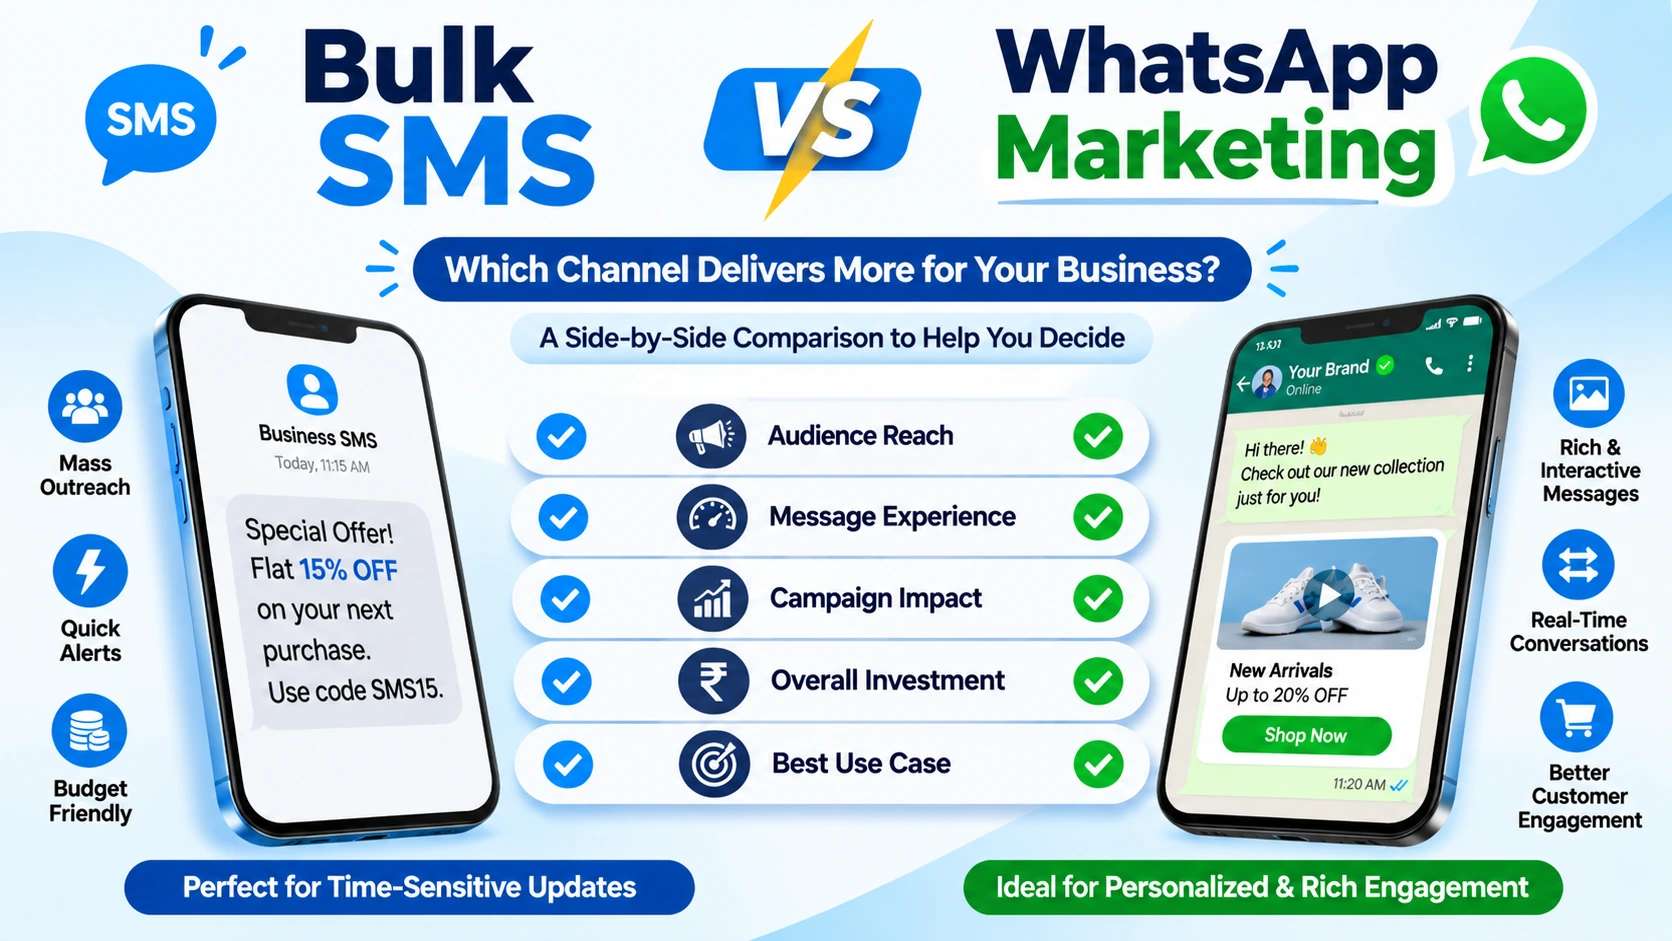 SMS
Bulk
SMS
VS
WhatsApp
Marketing
Which Channel Delivers More for Your Business?
A Side-by-Side Comparison to Help You Decide
Mass
Outreach
Quick
Alerts
Budget
Friendly
Business SMS
Today, 11:15 AM
Special Offer!
Flat 15% OFF
on your next
purchase.
Use code SMS15.
Audience Reach
Message Experience
Campaign Impact
₹
Overall Investment
Best Use Case
Your Brand
Online
Hi there! 👋
Check out our new collection
just for you!
New Arrivals
Up to 20% OFF
Shop Now
11:20 AM
Rich &
Interactive
Messages
Real-Time
Conversations
Better
Customer
Engagement
Perfect for Time-Sensitive Updates
Ideal for Personalized & Rich Engagement